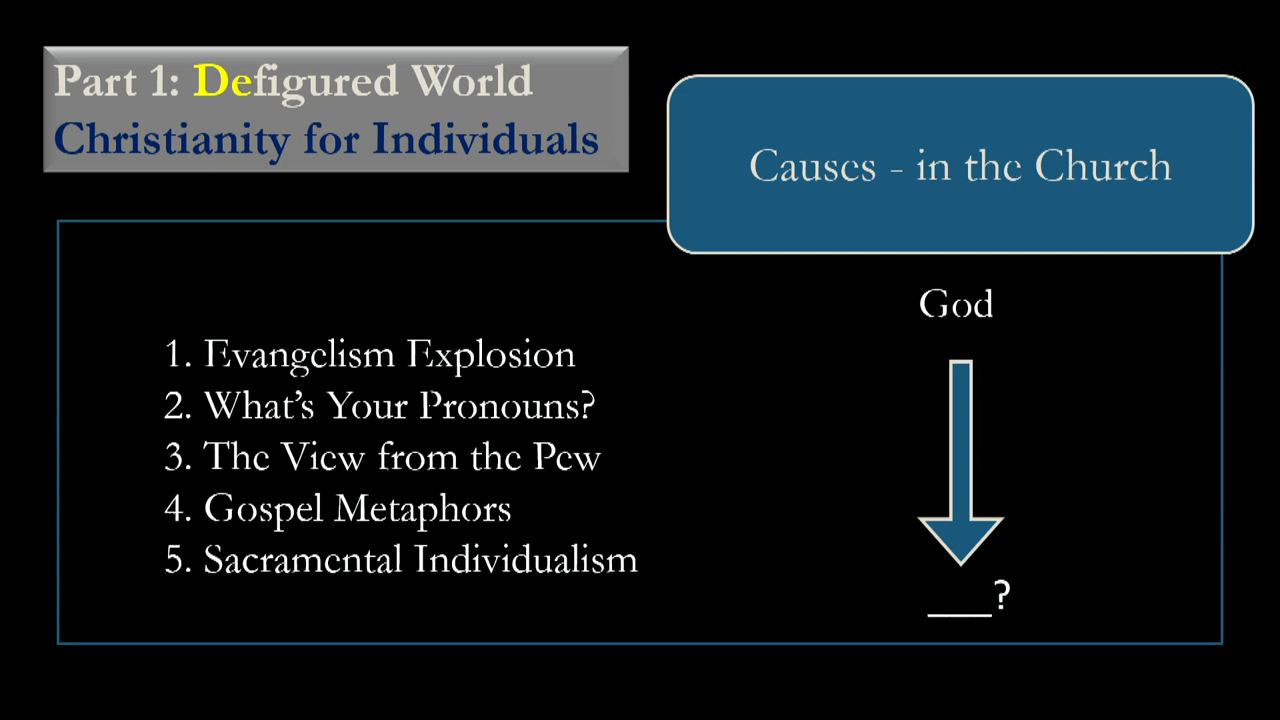 Part 1: Defigured World
Christianity for Individuals
Causes - in the Church
1. Evangelism Explosion
2. What’s Your Pronouns?
3. The View from the Pew
4. Gospel Metaphors
5. Sacramental Individualism
God
___?